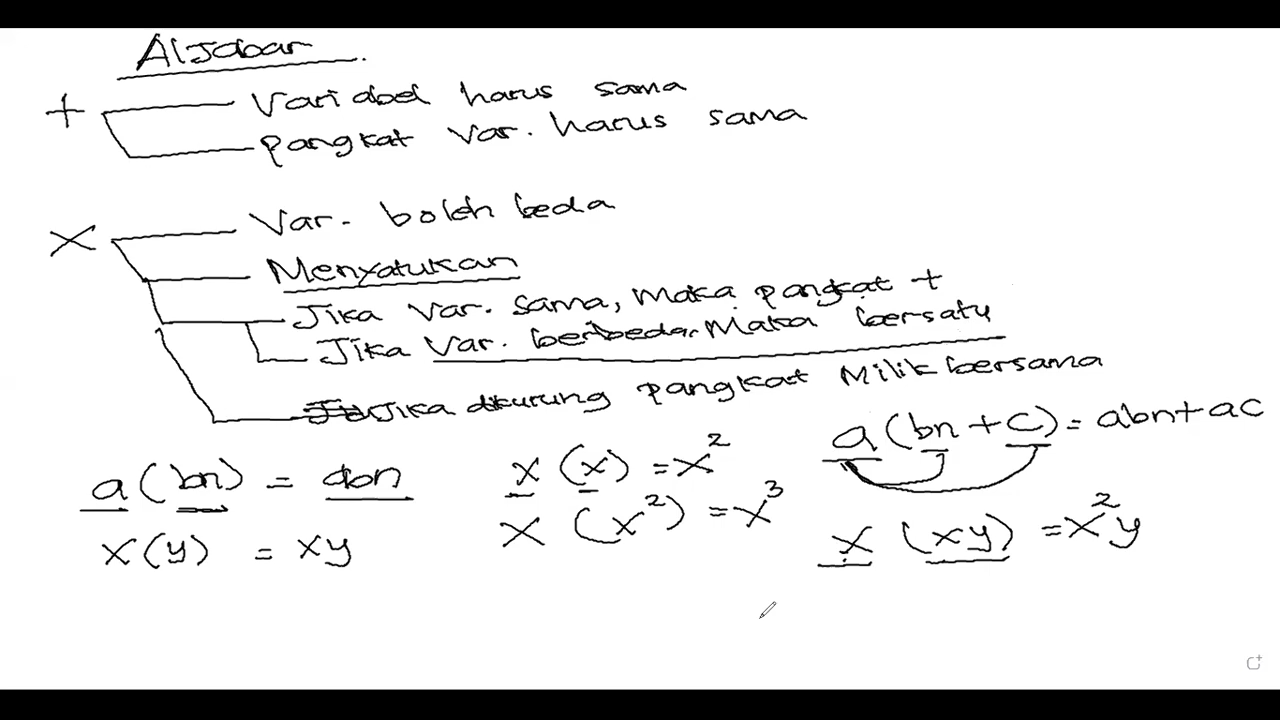 Aljabar
+ Variabel harus sama
pangkat var. harus sama
X Var. boleh beda
Menyatukan
Jika var. sama, maka pangkat +
Jika var. berbeda. Maka bersatu
Jika dikurung pangkat Milik bersama
a(bn+c) = abn+ac
a(bn) = abn
x(x) = x²
x(x²) = x³
x(y) = xy
x(xy) = x²y